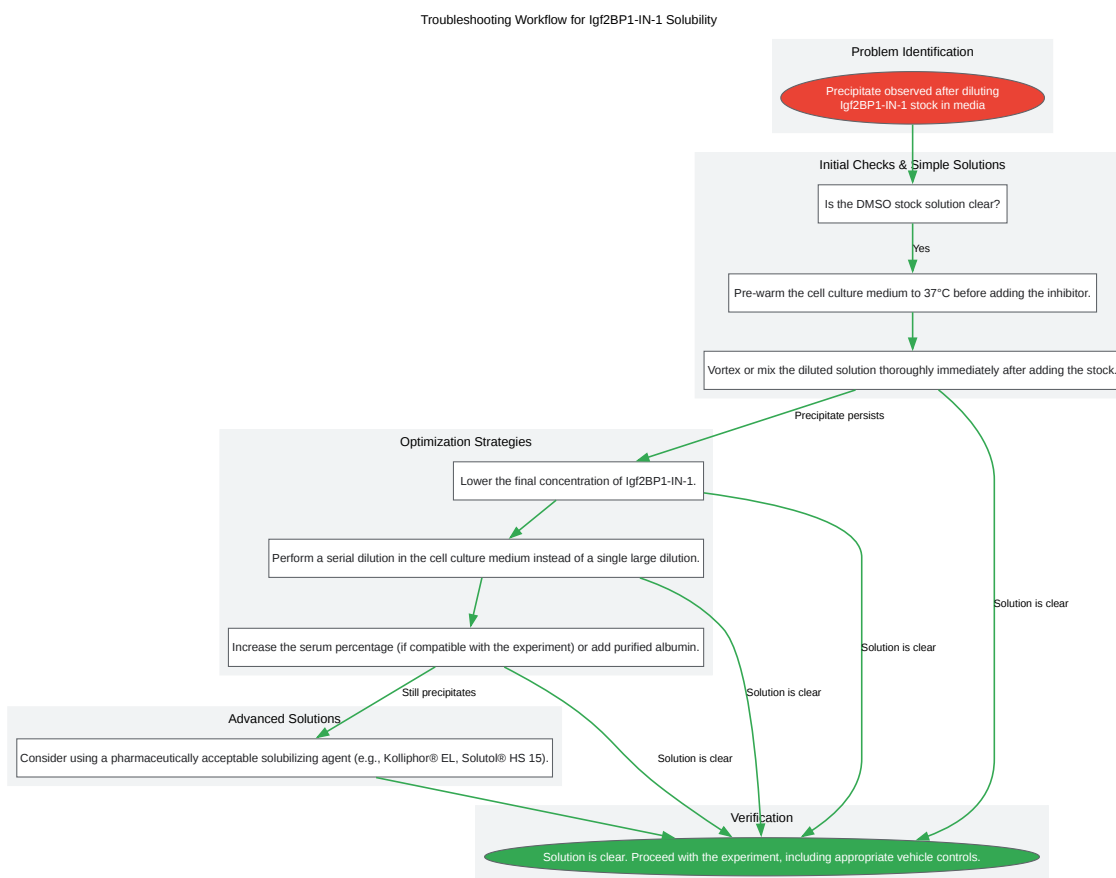 Troubleshooting Workflow for Igf2BP1-IN-1 Solubility
Problem Identification
Precipitate observed after diluting
Igf2BP1-IN-1 stock in media
Initial Checks & Simple Solutions
Is the DMSO stock solution clear?
Yes
Pre-warm the cell culture medium to 37°C before adding the inhibitor.
Vortex or mix the diluted solution thoroughly immediately after adding the stock.
Precipitate persists
Optimization Strategies
Lower the final concentration of Igf2BP1-IN-1.
Perform a serial dilution in the cell culture medium instead of a single large dilution.
Solution is clear
Increase the serum percentage (if compatible with the experiment) or add purified albumin.
Solution is clear
Still precipitates
Solution is clear
Advanced Solutions
Consider using a pharmaceutically acceptable solubilizing agent (e.g., Kolliphor® EL, Solutol® HS 15).
Solution is clear
Verification
Solution is clear. Proceed with the experiment, including appropriate vehicle controls.